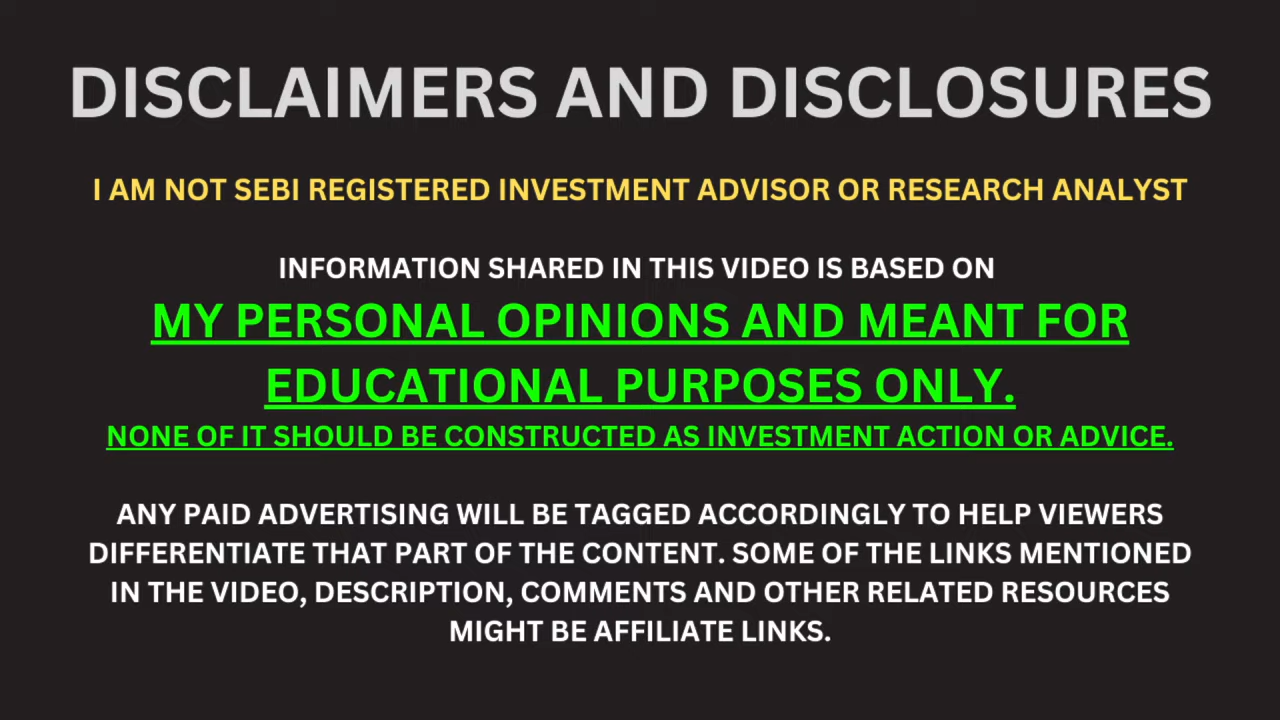 DISCLAIMERS AND DISCLOSURES
I AM NOT SEBI REGISTERED INVESTMENT ADVISOR OR RESEARCH ANALYST
INFORMATION SHARED IN THIS VIDEO IS BASED ON
MY PERSONAL OPINIONS AND MEANT FOR
EDUCATIONAL PURPOSES ONLY.
NONE OF IT SHOULD BE CONSTRUCTED AS INVESTMENT ACTION OR ADVICE.
ANY PAID ADVERTISING WILL BE TAGGED ACCORDINGLY TO HELP VIEWERS
DIFFERENTIATE THAT PART OF THE CONTENT. SOME OF THE LINKS MENTIONED
IN THE VIDEO, DESCRIPTION, COMMENTS AND OTHER RELATED RESOURCES
MIGHT BE AFFILIATE LINKS.